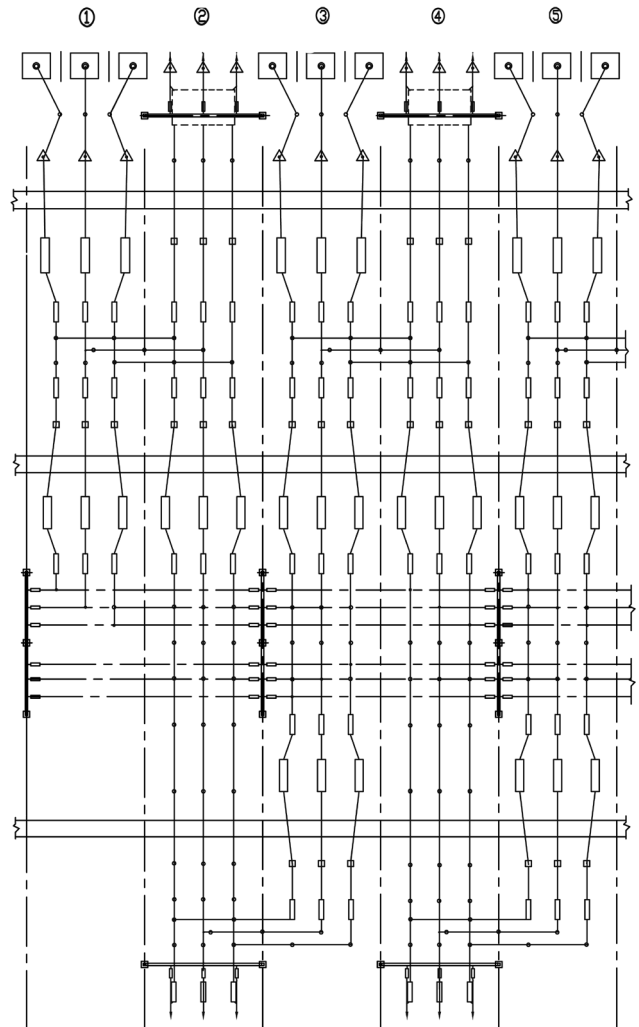 ① ② ③ ④ ⑤